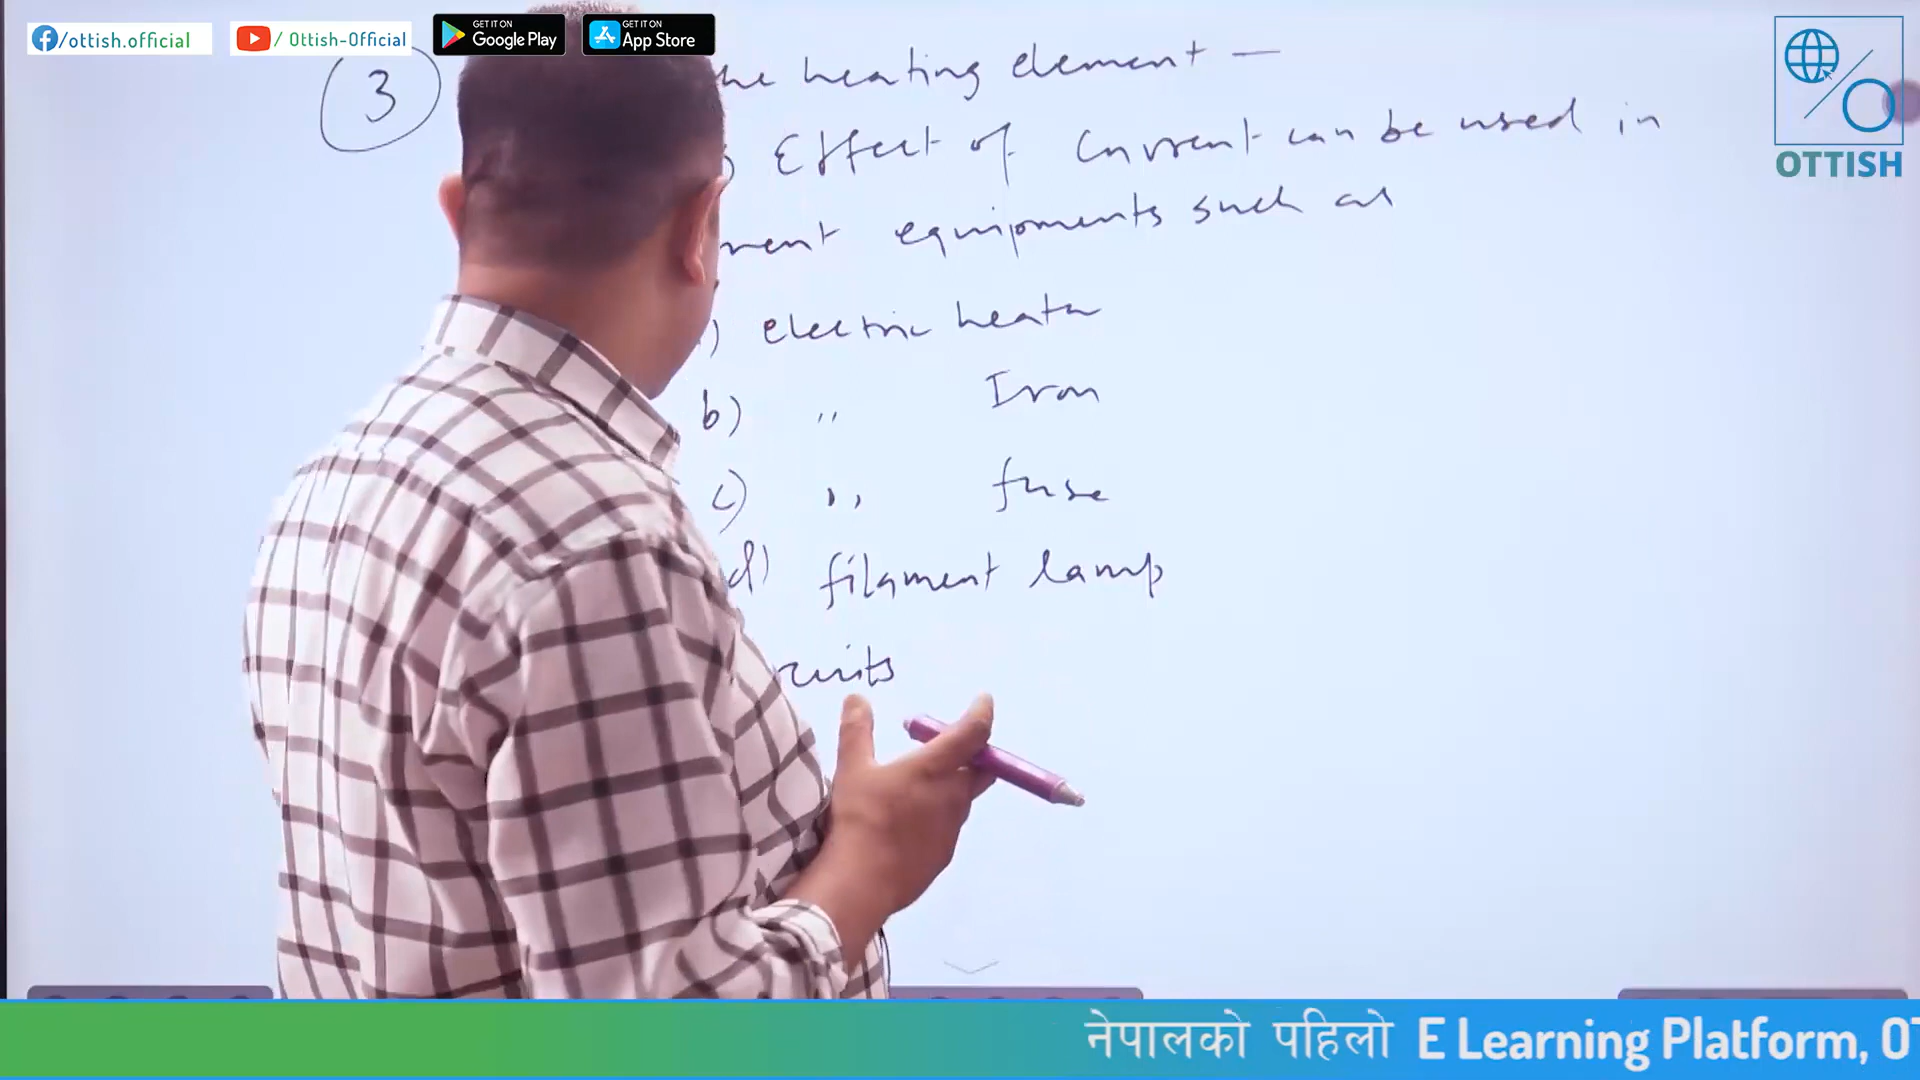 /ottish.official
/ Ottish-Official
GET IT ON
Google Play
GET IT ON
App Store
OTTISH
3
he heating element —
Effect of Current can be used in
ment equipments such as
) electric heater
b) " Iron
c) " fuse
d) filament lamp
cuits
नेपालको पहिलो E Learning Platform, OT